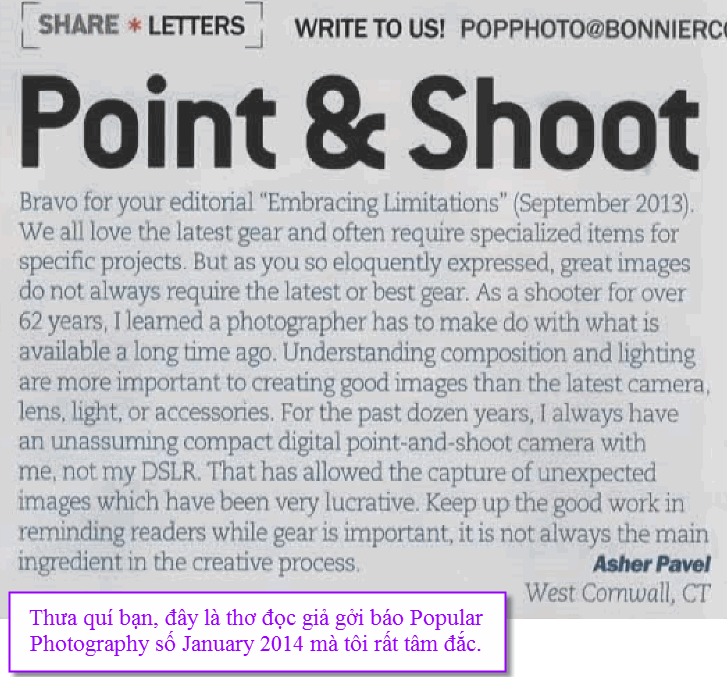 SHARE * LETTERS WRITE TO US! POPPHOTO@BONNIERCO
Point & Shoot
Bravo for your editorial “Embracing Limitations” (September 2013).
We all love the latest gear and often require specialized items for
specific projects. But as you so eloquently expressed, great images
do not always require the latest or best gear. As a shooter for over
62 years, I learned a photographer has to make do with what is
available a long time ago. Understanding composition and lighting
are more important to creating good images than the latest camera,
lens, light, or accessories. For the past dozen years, I always have
an unassuming compact digital point-and-shoot camera with
me, not my DSLR. That has allowed the capture of unexpected
images which have been very lucrative. Keep up the good work in
reminding readers while gear is important, it is not always the main
ingredient in the creative process. Asher Pavel
West Cornwall, CT
Thưa quí bạn, đây là thơ đọc giả gởi báo Popular
Photography số January 2014 mà tôi rất tâm đắc.